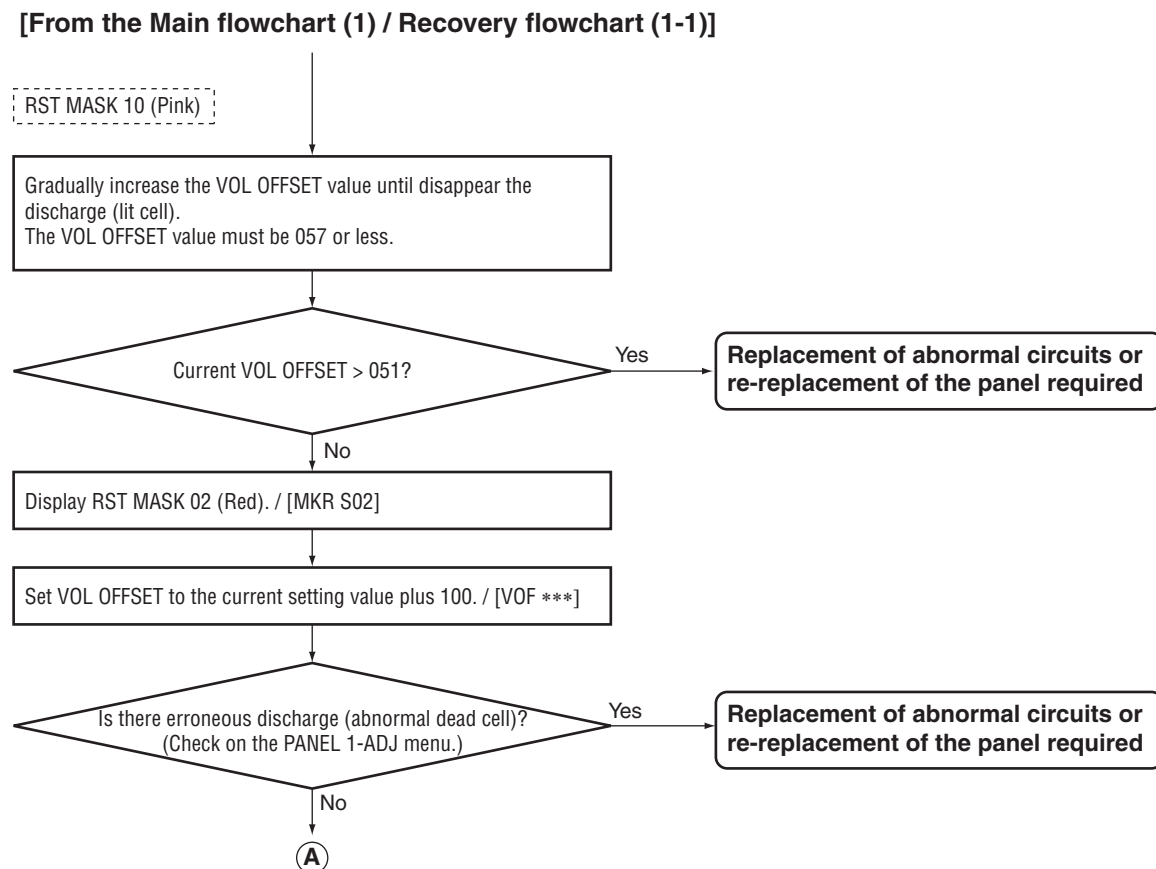 [From the Main flowchart (1) / Recovery flowchart (1-1)]
RST MASK 10 (Pink)
Gradually increase the VOL OFFSET value until disappear the
discharge (lit cell).
The VOL OFFSET value must be 057 or less.
Current VOL OFFSET > 051?
Yes
Replacement of abnormal circuits or
re-replacement of the panel required
No
Display RST MASK 02 (Red). / [MKR S02]
Set VOL OFFSET to the current setting value plus 100. / [VOF ***]
Is there erroneous discharge (abnormal dead cell)?
(Check on the PANEL 1-ADJ menu.)
Yes
Replacement of abnormal circuits or
re-replacement of the panel required
No
A